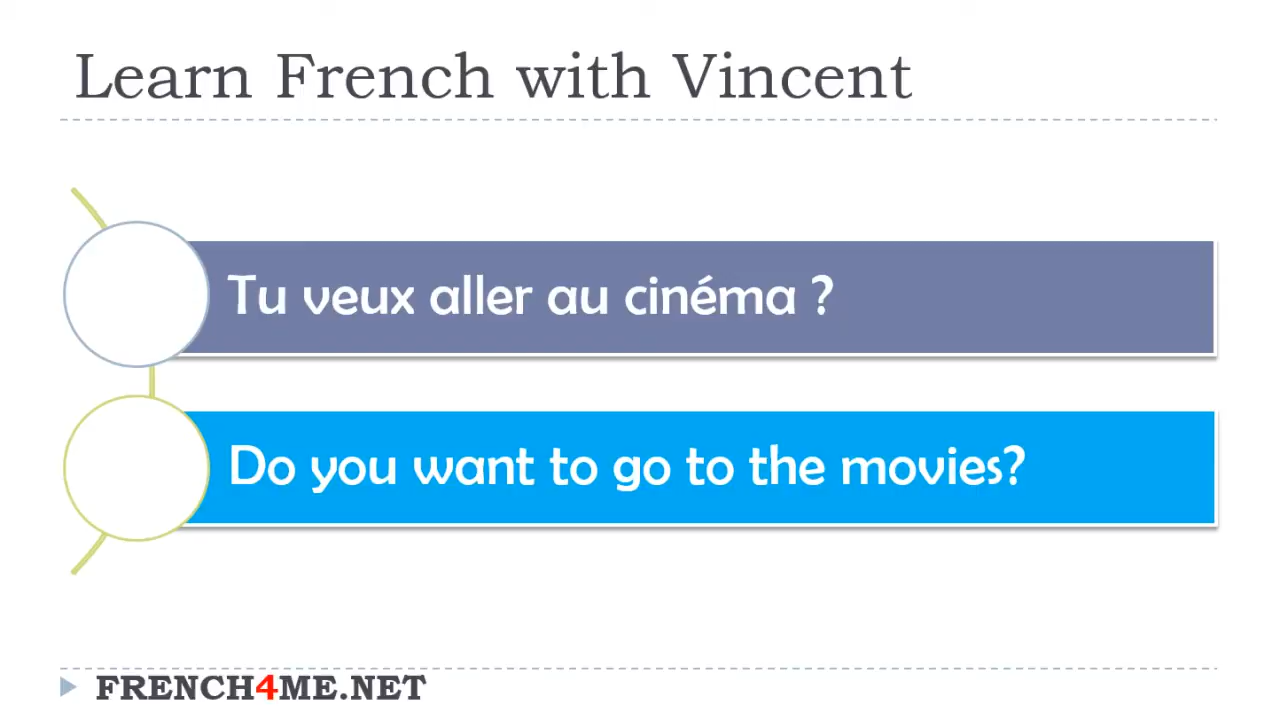 Learn French with Vincent
Tu veux aller au cinéma ?
Do you want to go to the movies?
FRENCH4ME.NET